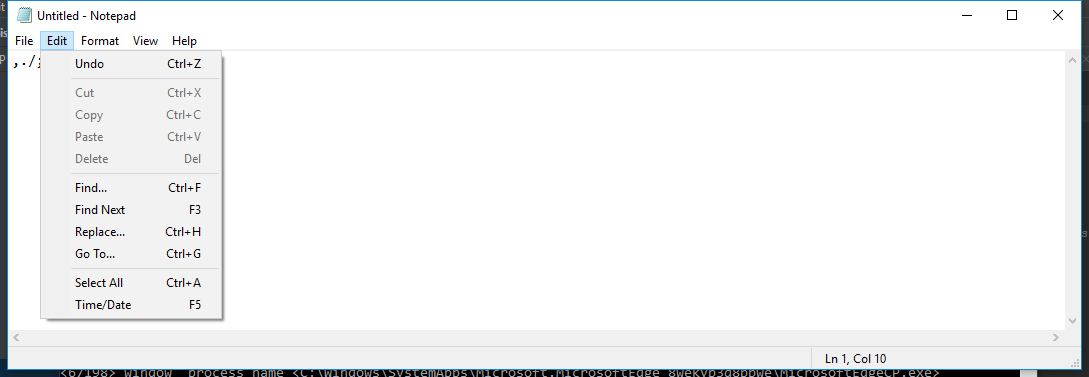 Untitled - Notepad
File Edit Format View Help
,./;
Undo Ctrl+Z
Cut Ctrl+X
Copy Ctrl+C
Paste Ctrl+V
Delete Del
Find... Ctrl+F
Find Next F3
Replace... Ctrl+H
Go To... Ctrl+G
Select All Ctrl+A
Time/Date F5
Ln 1, Col 10
<6/198> window process name <C:\Windows\SystemApps\Microsoft.MicrosoftEdge_8wekyb3d8bbwe\MicrosoftEdgeCP.exe>